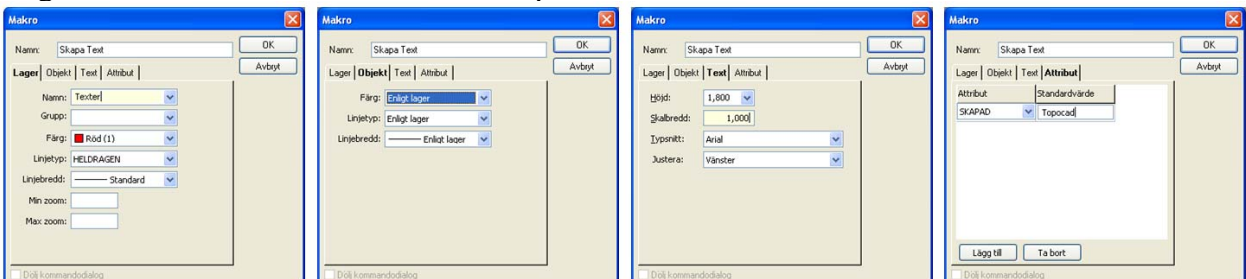 Makro
Namn: Skapa Text OK
Lager Objekt Text Attribut Avbryt
Namn: Texter
Grupp:
Färg: Röd (1)
Linjetyp: HELDRAGEN
Linjebredd: Standard
Min zoom:
Max zoom:
Dölj kommandodialog
Makro
Namn: Skapa Text OK
Lager Objekt Text Attribut Avbryt
Färg: Enligt lager
Linjetyp: Enligt lager
Linjebredd: Enligt lager
Dölj kommandodialog
Makro
Namn: Skapa Text OK
Lager Objekt Text Attribut Avbryt
Höjd: 1,800
Skalbredd: 1,000
Typsnitt: Arial
Justera: Vänster
Dölj kommandodialog
Makro
Namn: Skapa Text OK
Lager Objekt Text Attribut Avbryt
Attribut Standardvärde
SKAPAD Topocad
Lägg till Ta bort
Dölj kommandodialog